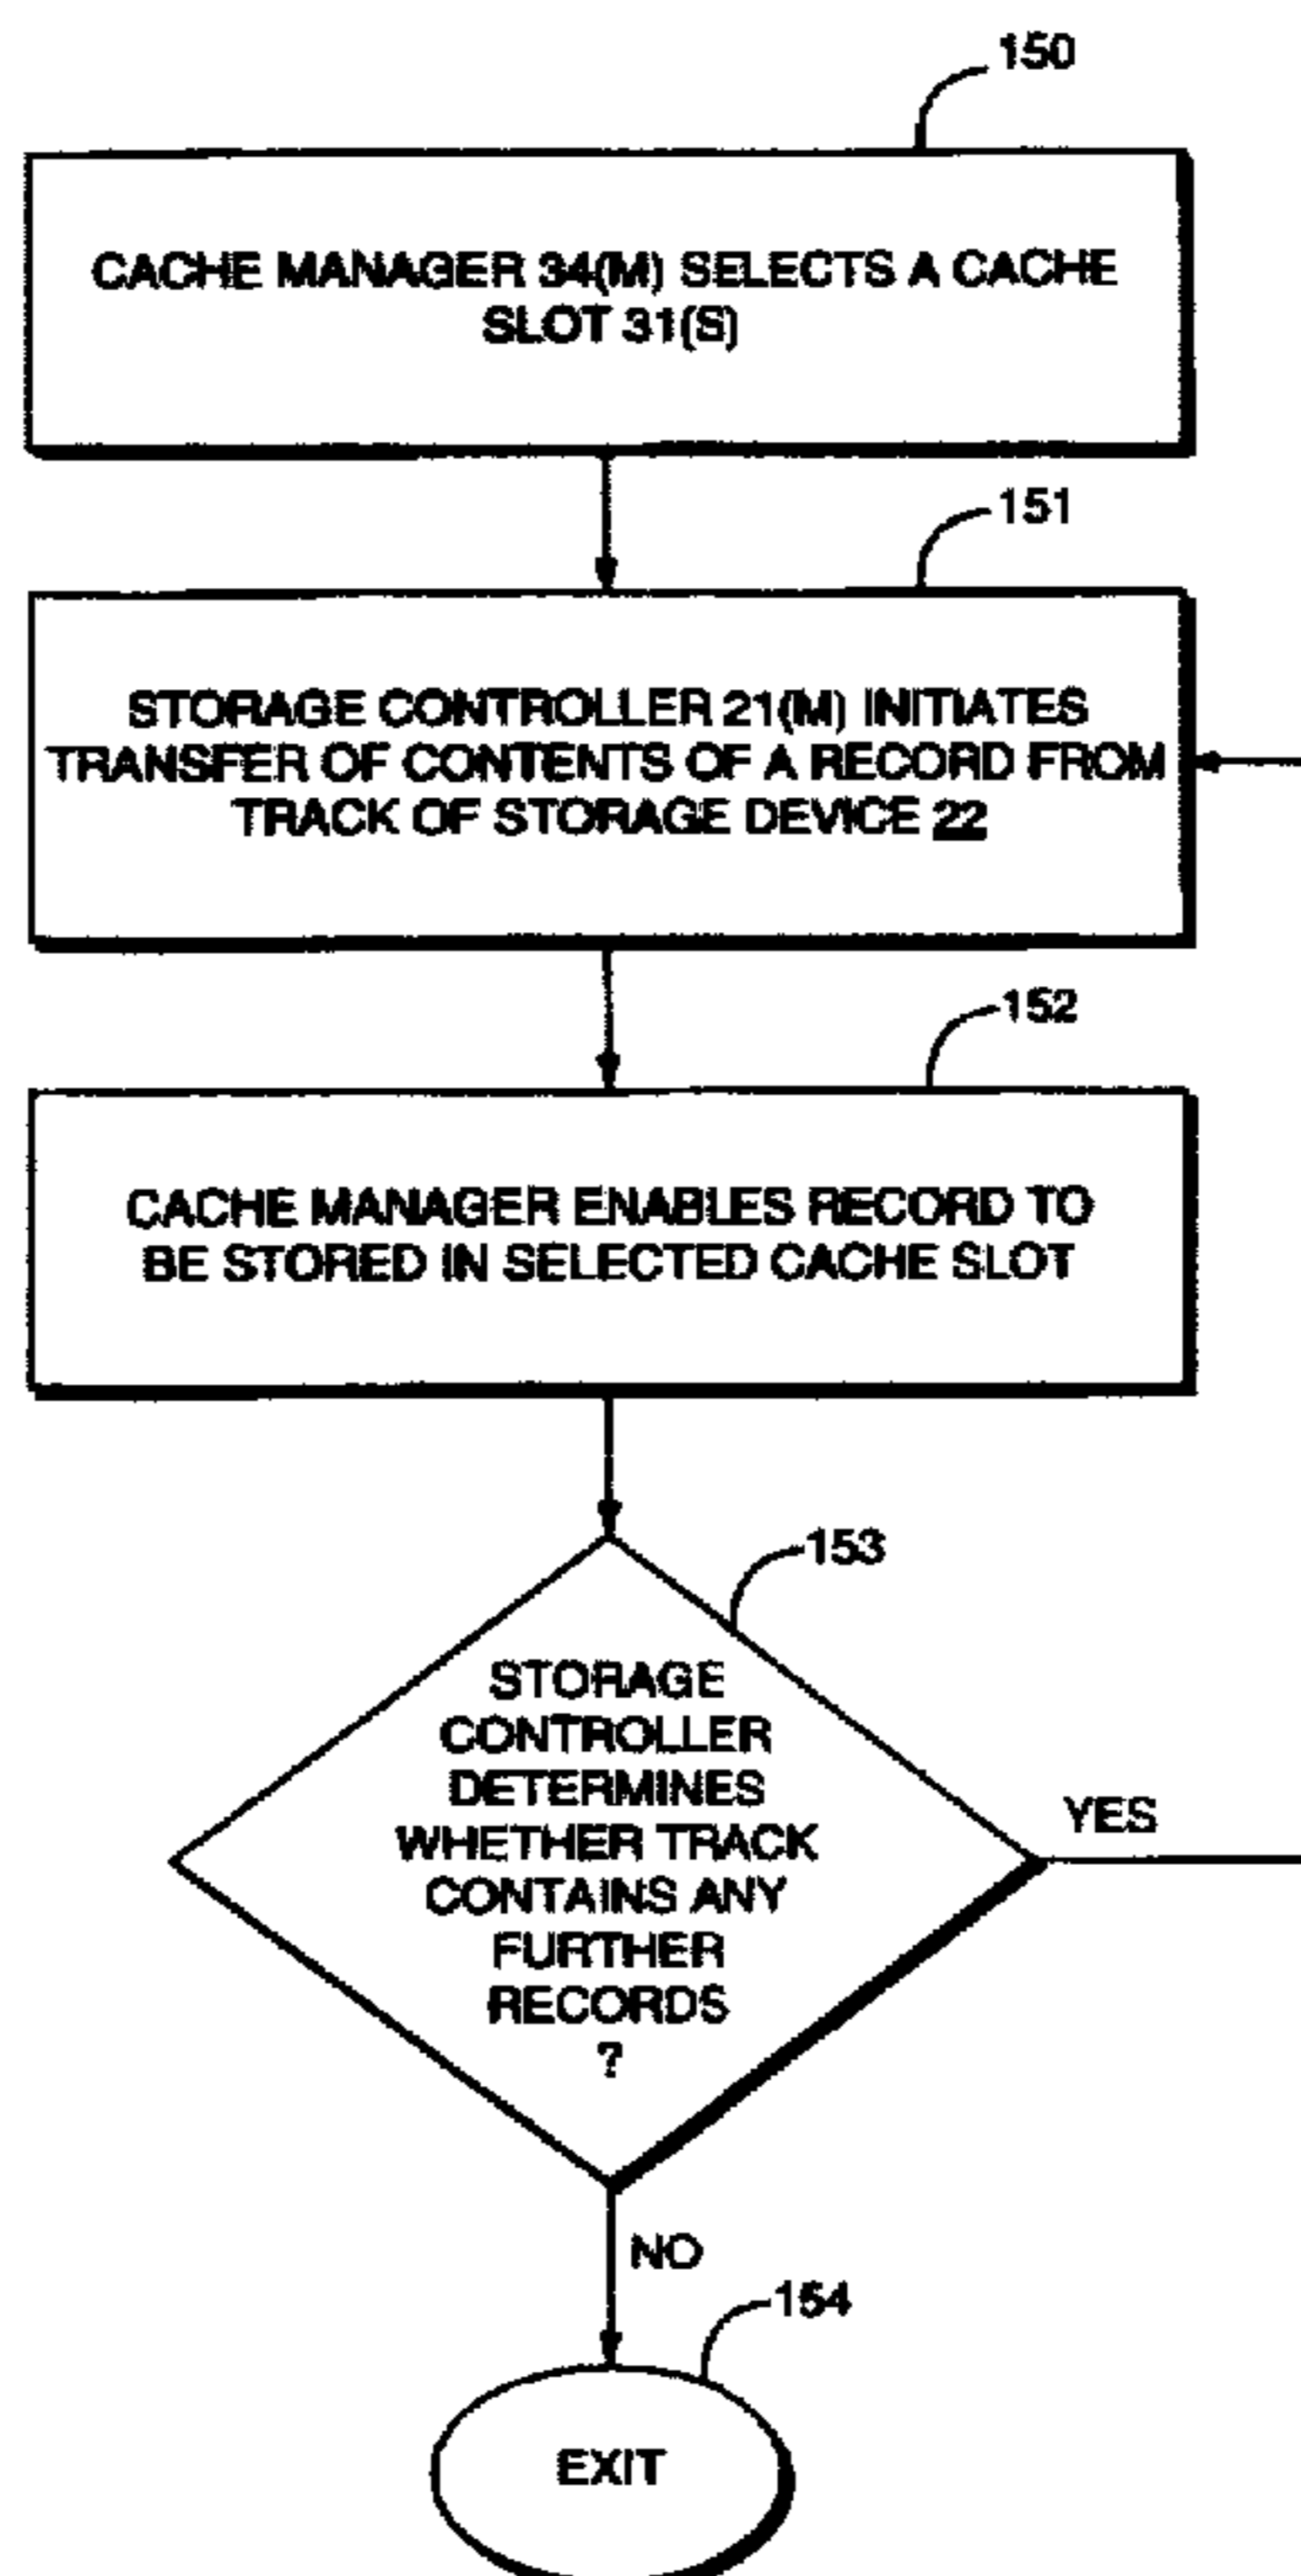 150
CACHE MANAGER 34(M) SELECTS A CACHE
SLOT 31(S)
151
STORAGE CONTROLLER 21(M) INITIATES
TRANSFER OF CONTENTS OF A RECORD FROM
TRACK OF STORAGE DEVICE 22
152
CACHE MANAGER ENABLES RECORD TO
BE STORED IN SELECTED CACHE SLOT
153
STORAGE
CONTROLLER
DETERMINES
WHETHER TRACK
CONTAINS ANY
FURTHER
RECORDS
?
YES
NO
154
EXIT